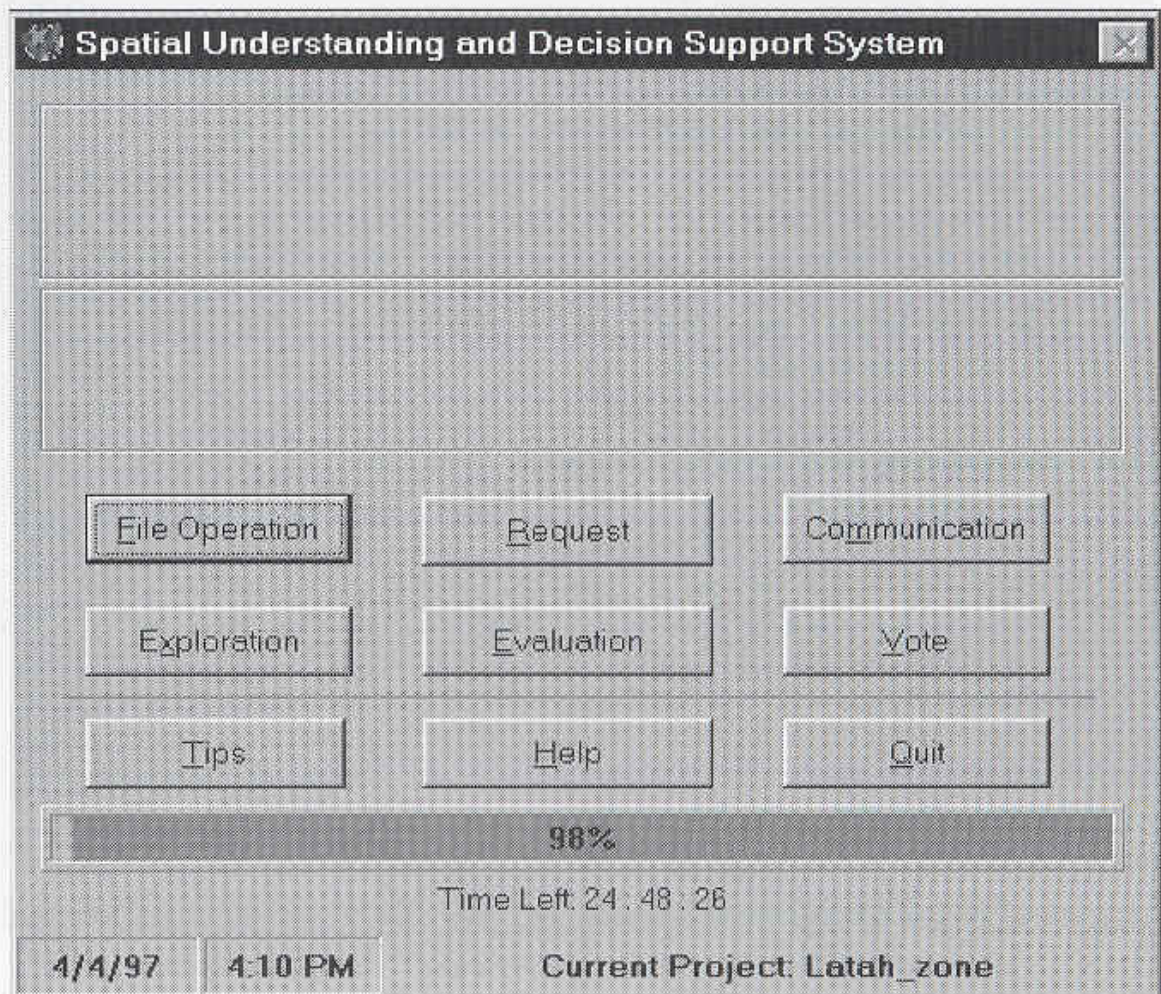 Spatial Understanding and Decision Support System
File Operation
Request
Communication
Exploration
Evaluation
Vote
Tips
Help
Quit
98%
Time Left: 24 : 48 : 26
4/4/97
4:10 PM
Current Project: Latah_zone